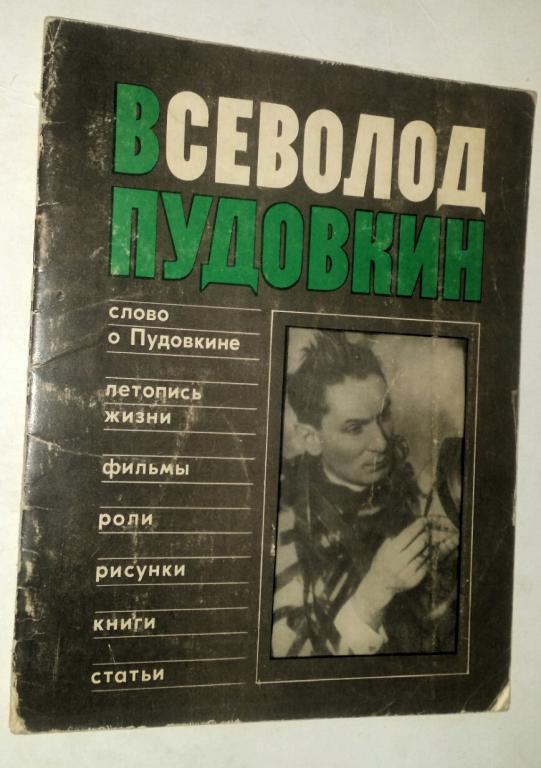 ВСЕВОЛОД
ПУДОВКИН
слово
о Пудовкине
летопись
жизни
фильмы
роли
рисунки
книги
статьи